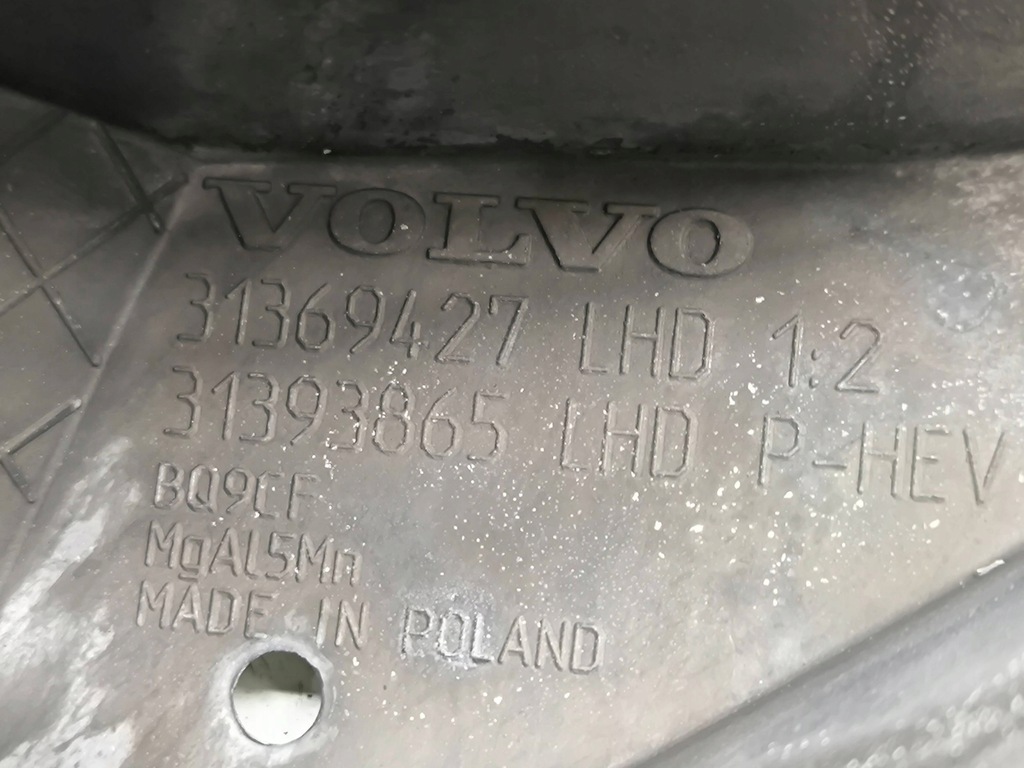 VOLVO
31369427 LHD 1:2
31393865 LHD P-HEV
BQ9CF
MgAl5Mn
MADE IN POLAND